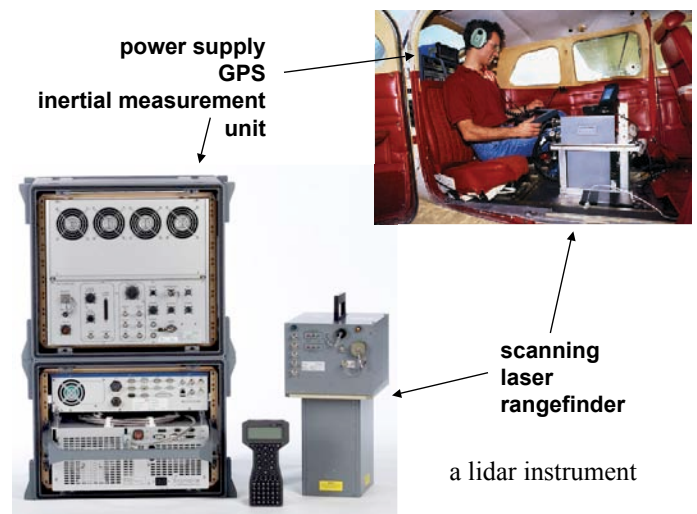 power supply
GPS
inertial measurement
unit
scanning
laser
rangefinder
a lidar instrument